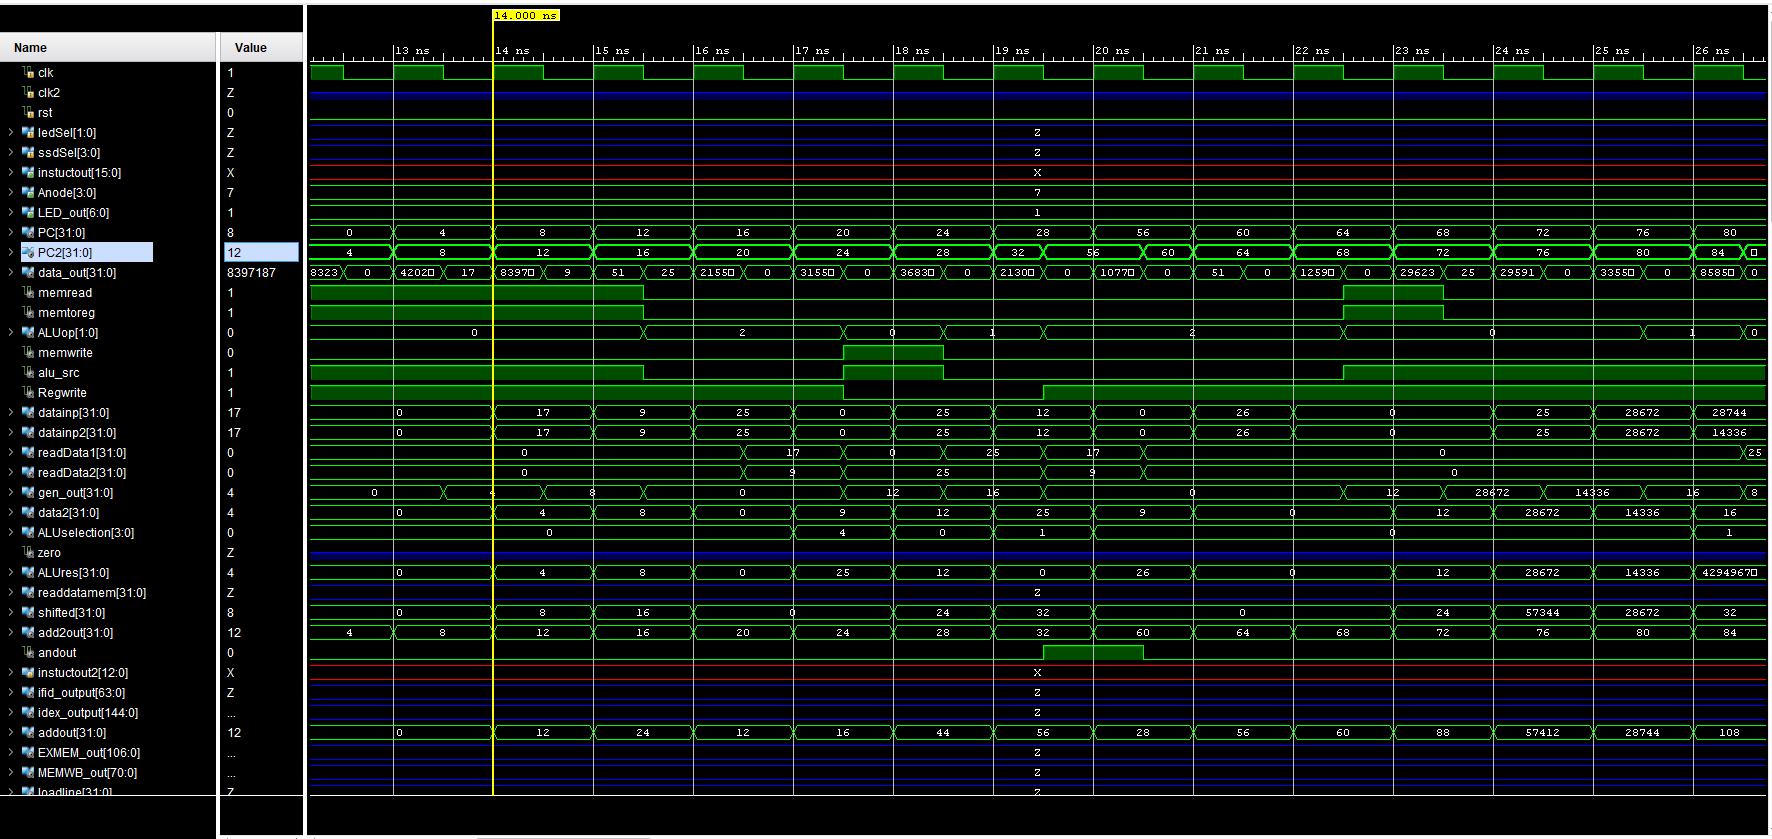 14.000 ns
Name Value 13 ns 14 ns 15 ns 16 ns 17 ns 18 ns 19 ns 20 ns 21 ns 22 ns 23 ns 24 ns 25 ns 26 ns
clk 1
clk2 Z
rst 0
ledSel[1:0] Z Z
ssdSel[3:0] Z Z
instuctout[15:0] X X
Anode[3:0] 7 7
LED_out[6:0] 1 1
PC[31:0] 8 0 4 8 12 16 20 24 28 56 60 64 68 72 76 80
PC2[31:0] 12 4 8 12 16 20 24 28 32 56 60 64 68 72 76 80 84
data_out[31:0] 8397187 8323 0 4202 17 8397 9 51 25 2155 0 3155 0 3683 0 2130 0 1077 0 51 0 1259 0 29623 25 29591 0 3355 0 8585 0
memread 1
memtoreg 1
ALUop[1:0] 0 0 2 0 1 2 0 1 0
memwrite 0
alu_src 1
Regwrite 1
datainp[31:0] 17 0 17 9 25 0 25 12 0 26 0 25 28672 28744
datainp2[31:0] 17 0 17 9 25 0 25 12 0 26 0 25 28672 14336
readData1[31:0] 0 0 17 0 25 17 0 25
readData2[31:0] 0 0 9 25 9 0
gen_out[31:0] 4 0 4 8 0 12 16 0 12 28672 14336 16 8
data2[31:0] 4 0 4 8 0 9 12 25 9 0 12 28672 14336 16
ALUselection[3:0] 0 0 4 0 1 0 1
zero Z
ALUres[31:0] 4 0 4 8 0 25 12 0 26 0 12 28672 14336 4294967
readdatamem[31:0] Z Z
shifted[31:0] 8 0 8 16 0 24 32 0 24 57344 28672 32
add2out[31:0] 12 4 8 12 16 20 24 28 32 60 64 68 72 76 80 84
andout 0
instuctout2[12:0] X X
ifid_output[63:0] Z Z
idex_output[144:0] ... Z
addout[31:0] 12 0 12 24 12 16 44 56 28 56 60 88 57412 28744 108
EXMEM_out[106:0] ... Z
MEMWB_out[70:0] ... Z
loadline[31:0] Z Z